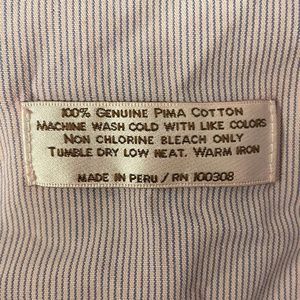 100% GENUINE PIMA COTTON
MACHINE WASH COLD WITH LIKE COLORS
NON CHLORINE BLEACH ONLY
TUMBLE DRY LOW HEAT. WARM IRON
MADE IN PERU / RN 100308